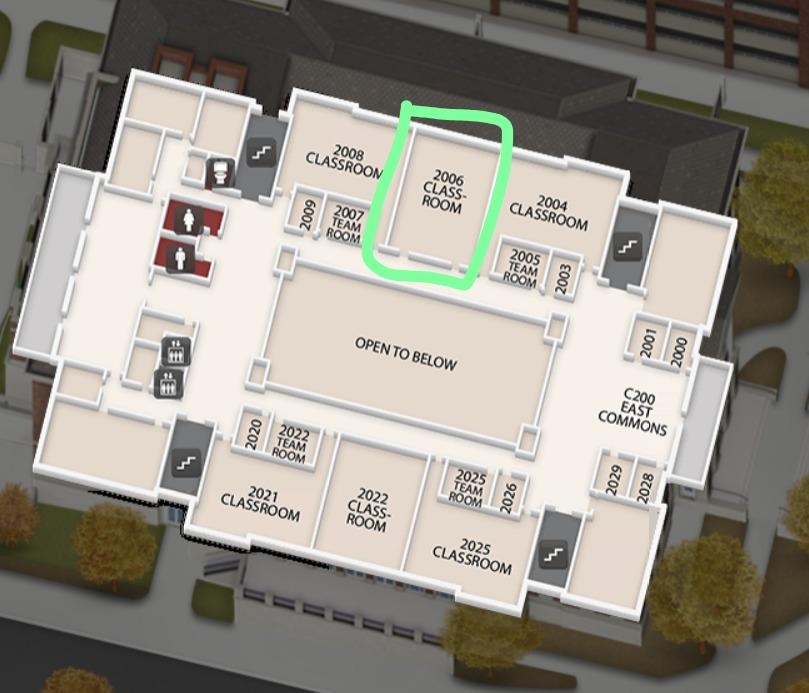 2008
CLASSROOM
2006
CLASS-
ROOM
2004
CLASSROOM
2009
2007
TEAM
ROOM
2005
TEAM
ROOM
2003
OPEN TO BELOW
2001
2000
C200
EAST
COMMONS
2020
2022
TEAM
ROOM
2021
CLASSROOM
2022
CLASS-
ROOM
2025
TEAM
ROOM
2026
2025
CLASSROOM
2029
2028